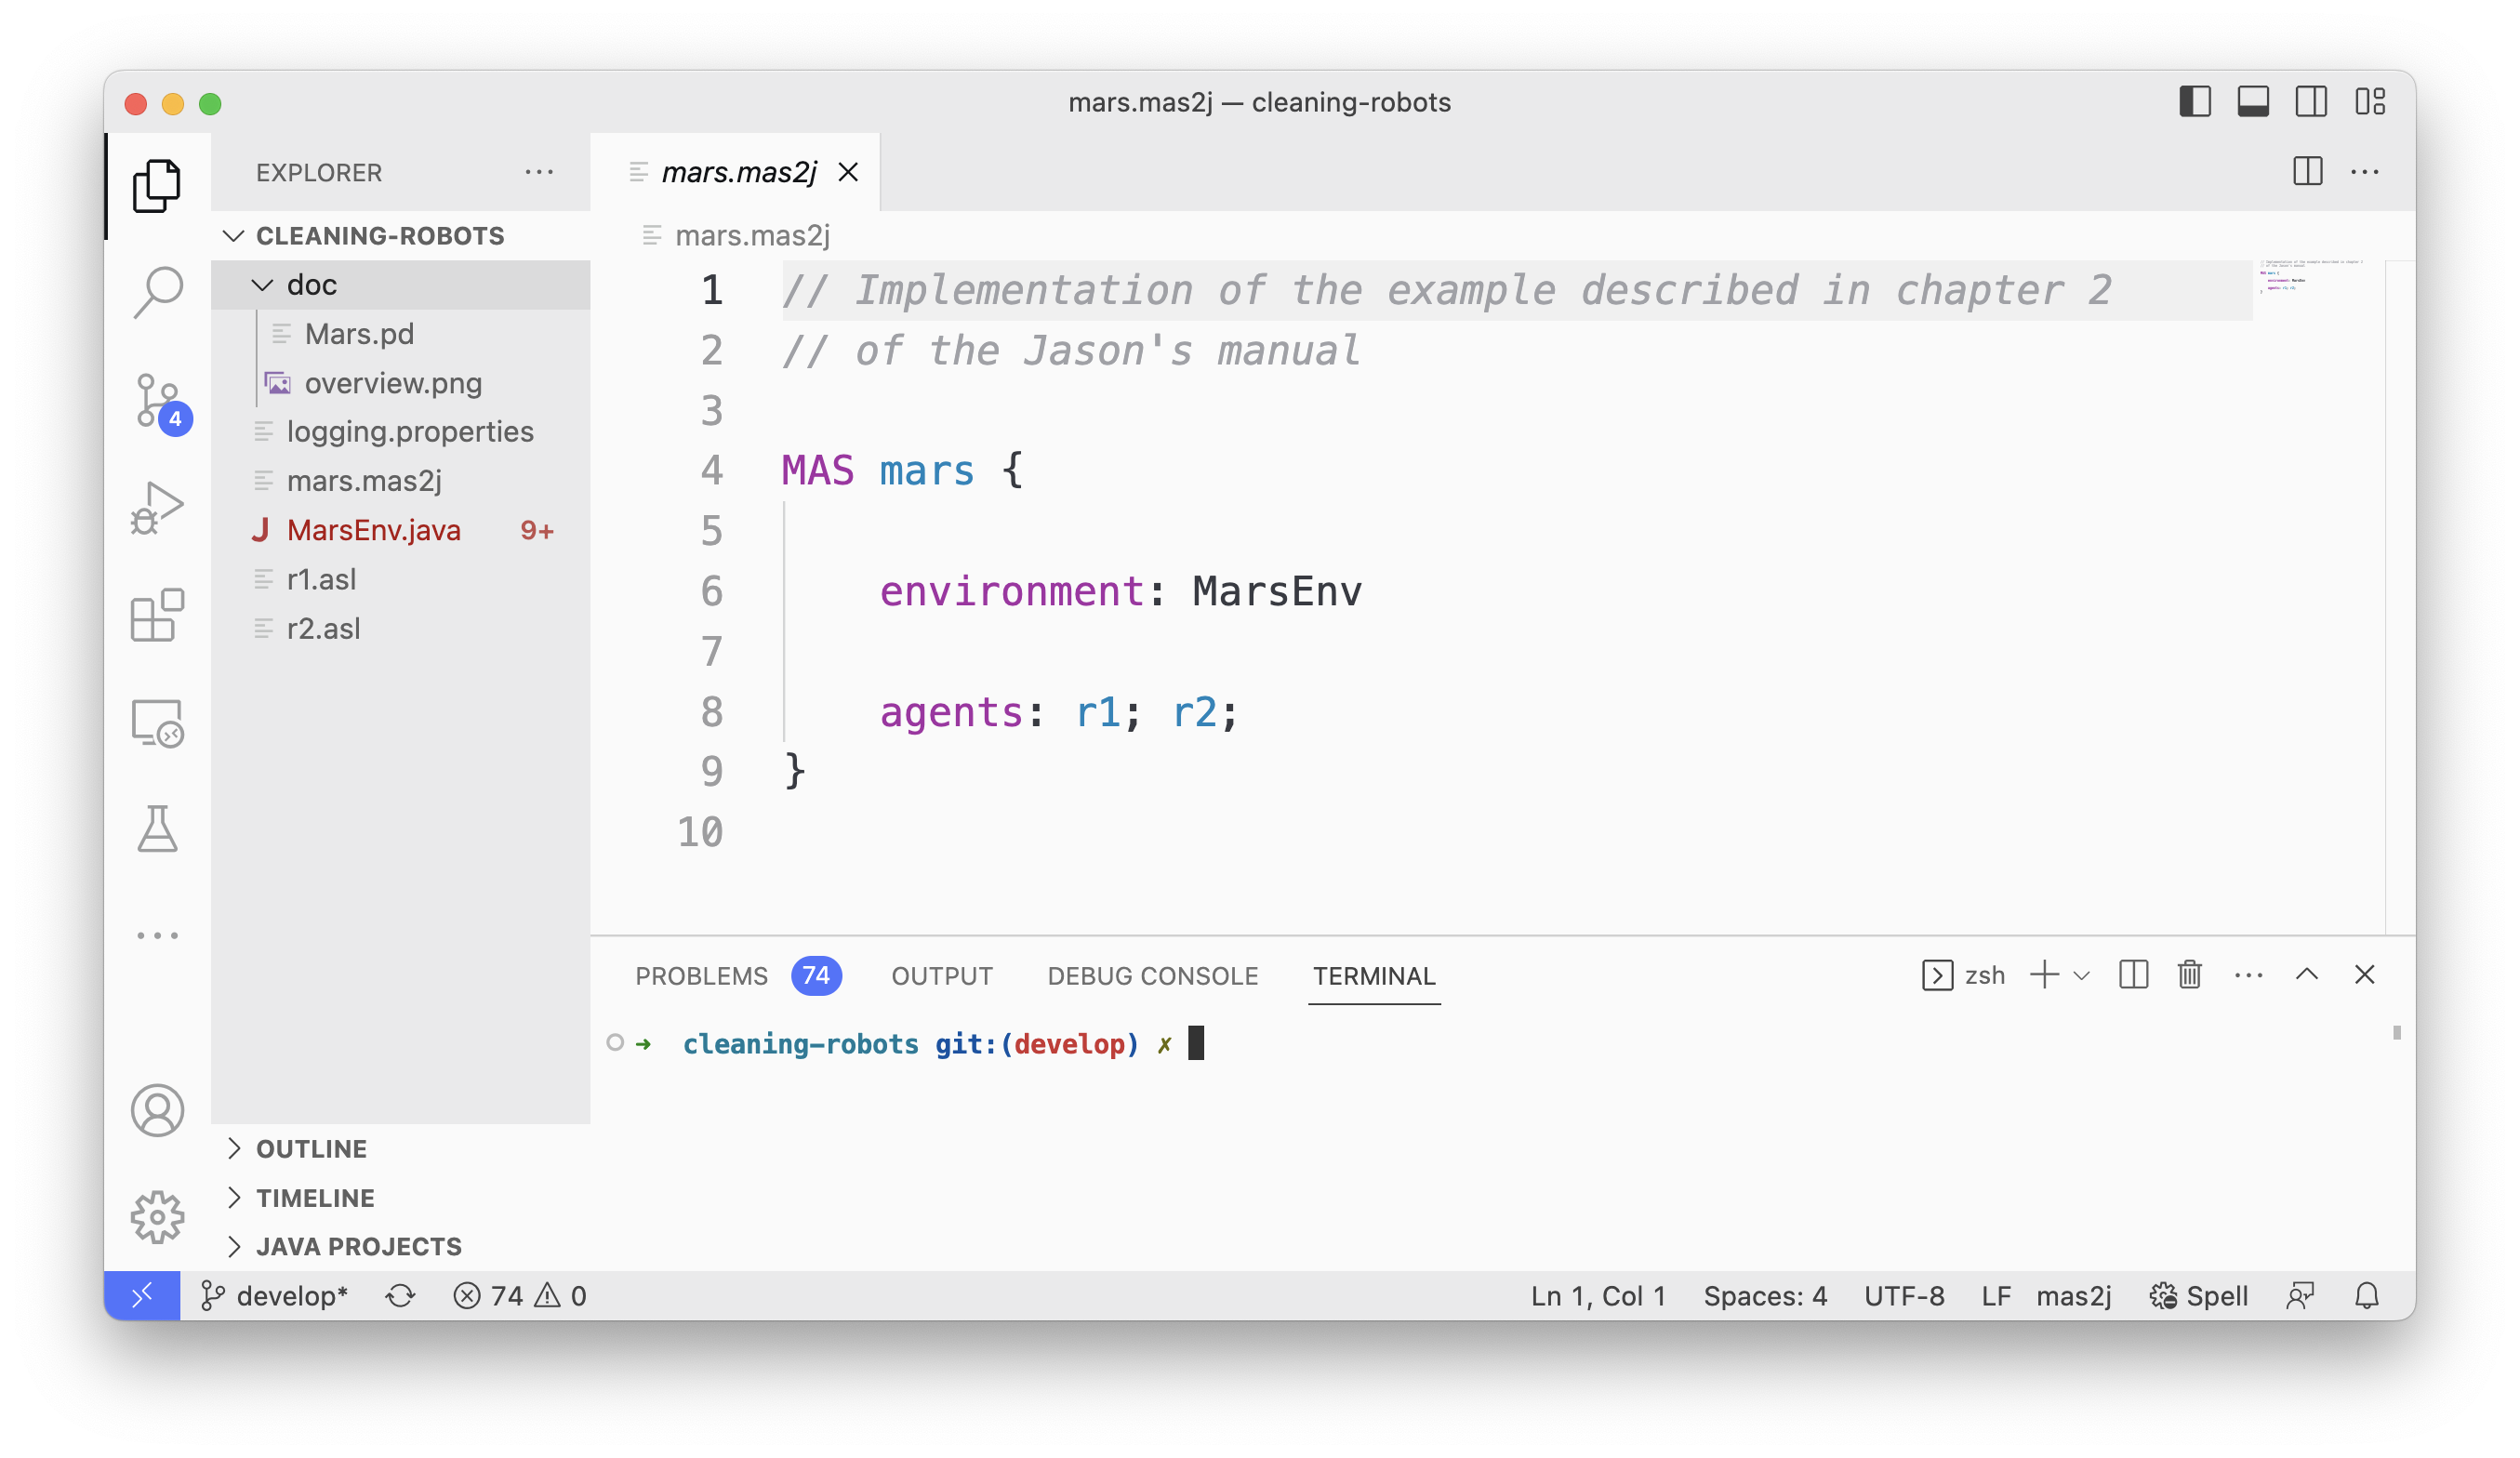 mars.mas2j — cleaning-robots
EXPLORER
mars.mas2j
CLEANING-ROBOTS
mars.mas2j
doc
Mars.pd
overview.png
logging.properties
mars.mas2j
MarsEnv.java 9+
r1.asl
r2.asl
4
1 // Implementation of the example described in chapter 2
2 // of the Jason's manual
3
4 MAS mars {
5
6 environment: MarsEnv
7
8 agents: r1; r2;
9 }
10
PROBLEMS 74 OUTPUT DEBUG CONSOLE TERMINAL zsh
➜ cleaning-robots git:(develop) ✗
OUTLINE
TIMELINE
JAVA PROJECTS
develop* 74 0 Ln 1, Col 1 Spaces: 4 UTF-8 LF mas2j Spell